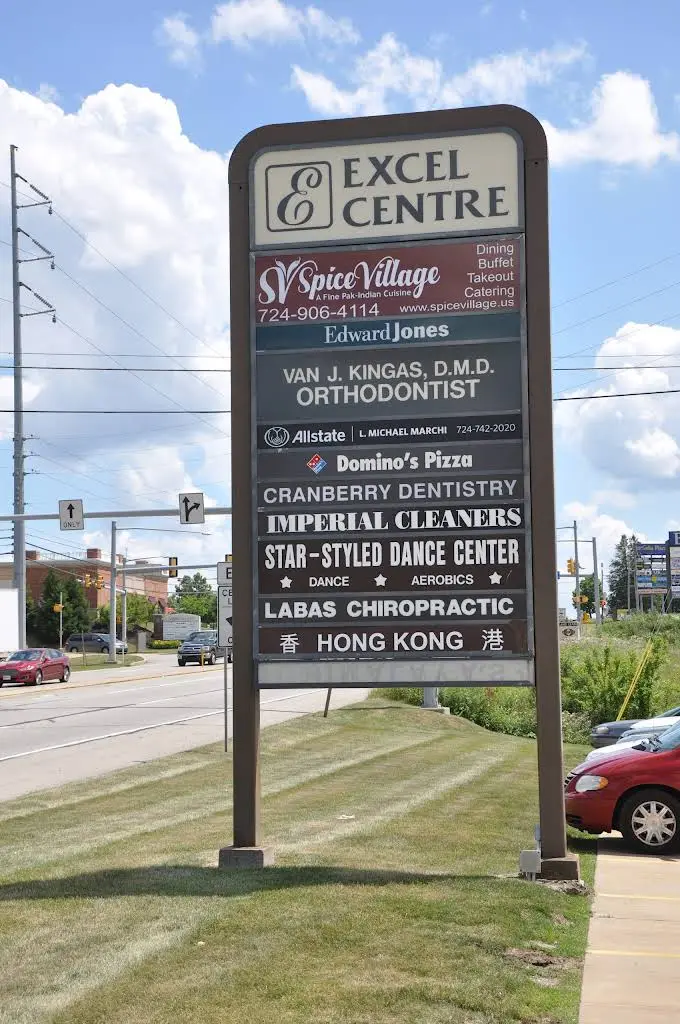 E EXCEL
CENTRE
SV Spice Village
A Fine Pak-Indian Cuisine
724-906-4114
Dining
Buffet
Takeout
Catering
www.spicevillage.us
Edward Jones
VAN J. KINGAS, D.M.D.
ORTHODONTIST
Allstate L. MICHAEL MARCHI 724-742-2020
Domino's Pizza
CRANBERRY DENTISTRY
IMPERIAL CLEANERS
STAR-STYLED DANCE CENTER
DANCE AEROBICS
LABAS CHIROPRACTIC
香 HONG KONG 港
ONLY